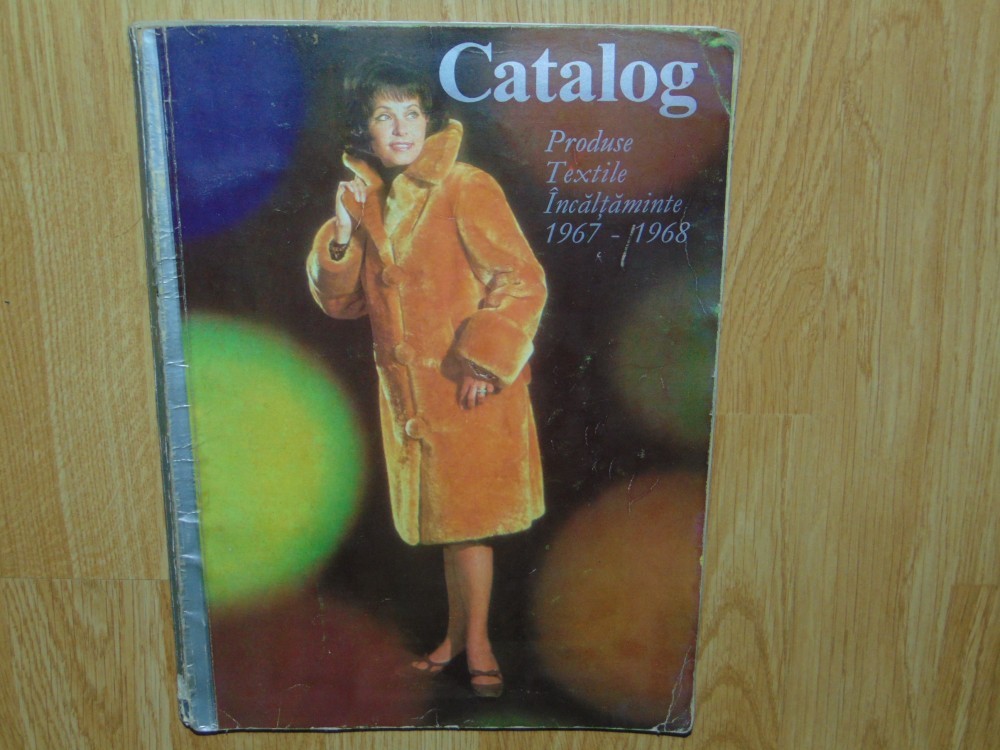 Catalog
Produse
Textile
Încălțăminte
1967 - 1968